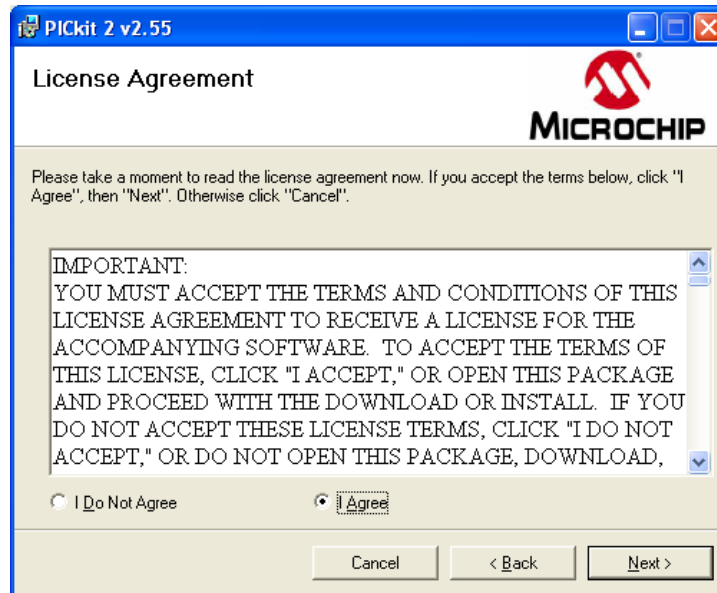 PICkit 2 v2.55
License Agreement
MICROCHIP
Please take a moment to read the license agreement now. If you accept the terms below, click "I
Agree", then "Next". Otherwise click "Cancel".
IMPORTANT:
YOU MUST ACCEPT THE TERMS AND CONDITIONS OF THIS
LICENSE AGREEMENT TO RECEIVE A LICENSE FOR THE
ACCOMPANYING SOFTWARE.  TO ACCEPT THE TERMS OF
THIS LICENSE, CLICK "I ACCEPT," OR OPEN THIS PACKAGE
AND PROCEED WITH THE DOWNLOAD OR INSTALL.  IF YOU
DO NOT ACCEPT THESE LICENSE TERMS, CLICK "I DO NOT
ACCEPT," OR DO NOT OPEN THIS PACKAGE, DOWNLOAD,
I Do Not Agree
I Agree
Cancel
< Back
Next >